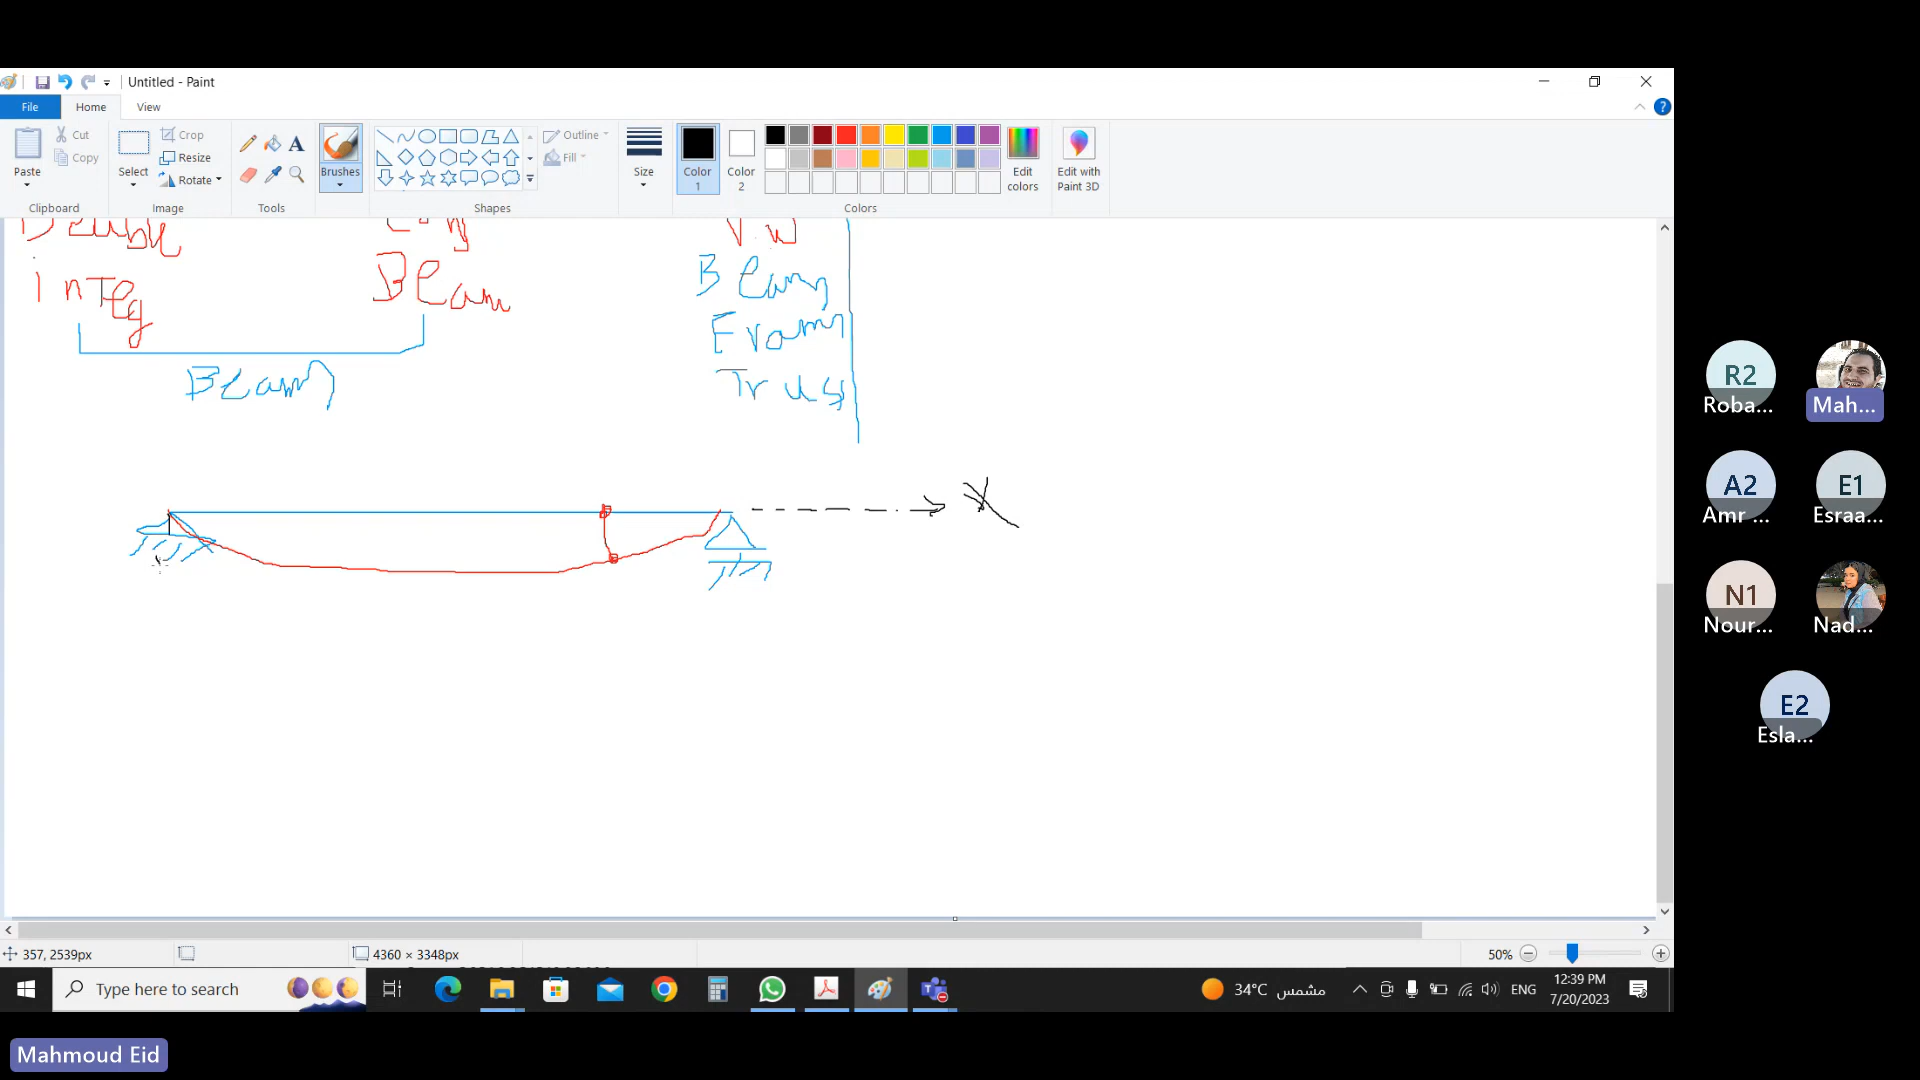 Untitled - Paint
File Home View
Paste Cut Copy Clipboard
Select Crop Resize Rotate Image
Tools
Brushes
Shapes Outline Fill
Size
Color 1 Color 2 Edit colors Edit with Paint 3D
Colors
Double
V.W
integ
Beam
Beam
Fram
Beam
Trus
X
R2 Roba... Mah...
A2 Amr ... E1 Esraa...
N1 Nour... Nad...
E2 Esla...
357, 2539px 4360 × 3348px 50%
Type here to search 34°C مشمس ENG 12:39 PM 7/20/2023
Mahmoud Eid